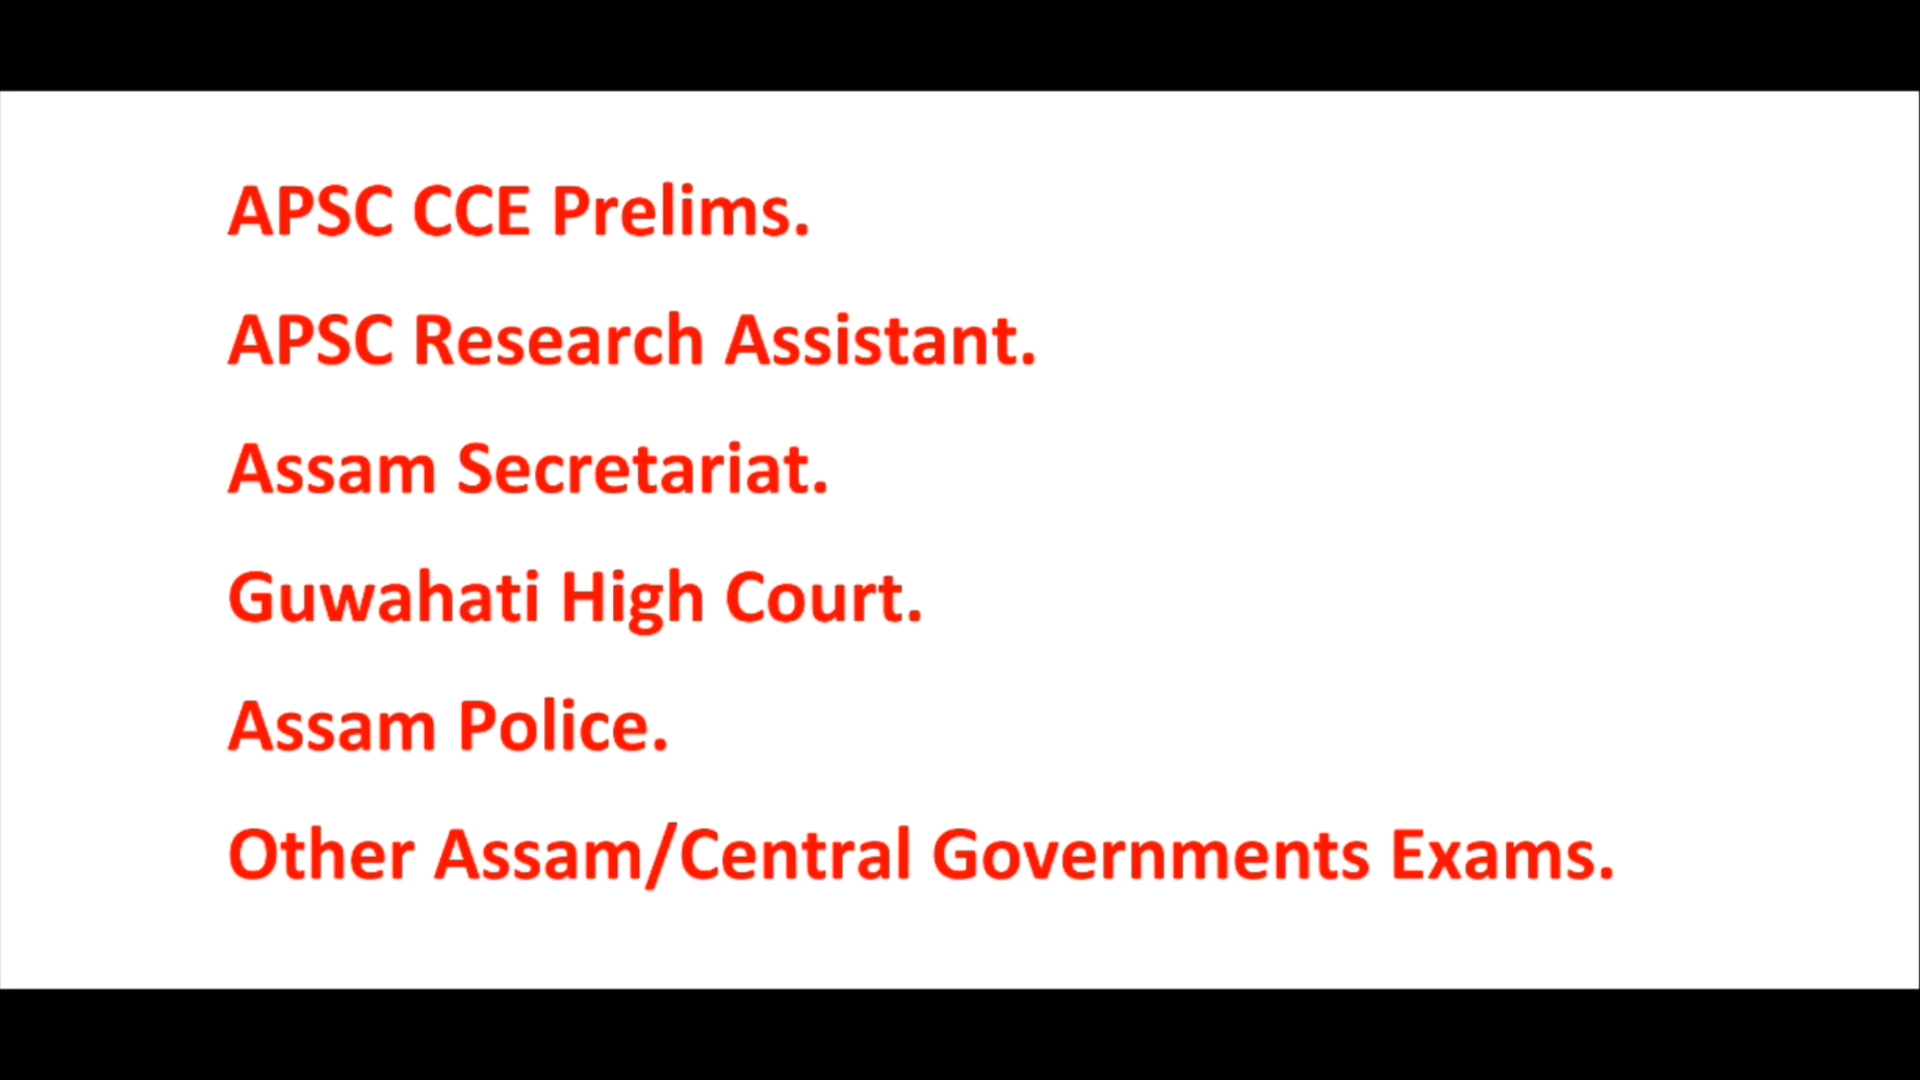 APSC CCE Prelims.
APSC Research Assistant.
Assam Secretariat.
Guwahati High Court.
Assam Police.
Other Assam/Central Governments Exams.